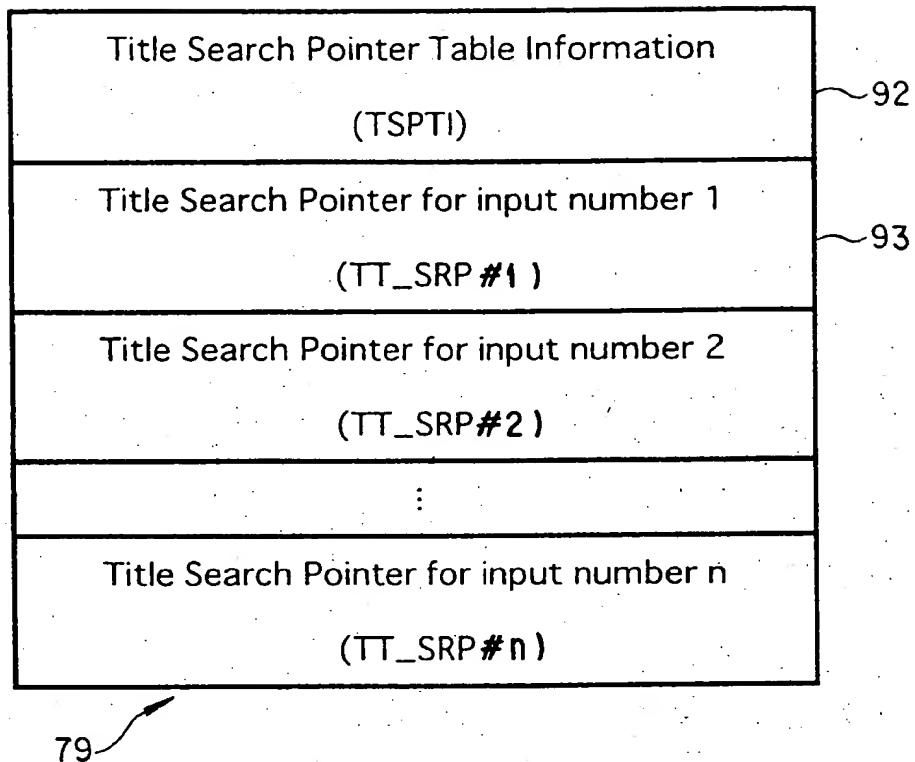 Title Search Pointer Table Information
(TSPTI)
92
Title Search Pointer for input number 1
(TT_SRP#1)
93
Title Search Pointer for input number 2
(TT_SRP#2)
⋮
Title Search Pointer for input number n
(TT_SRP#n)
79